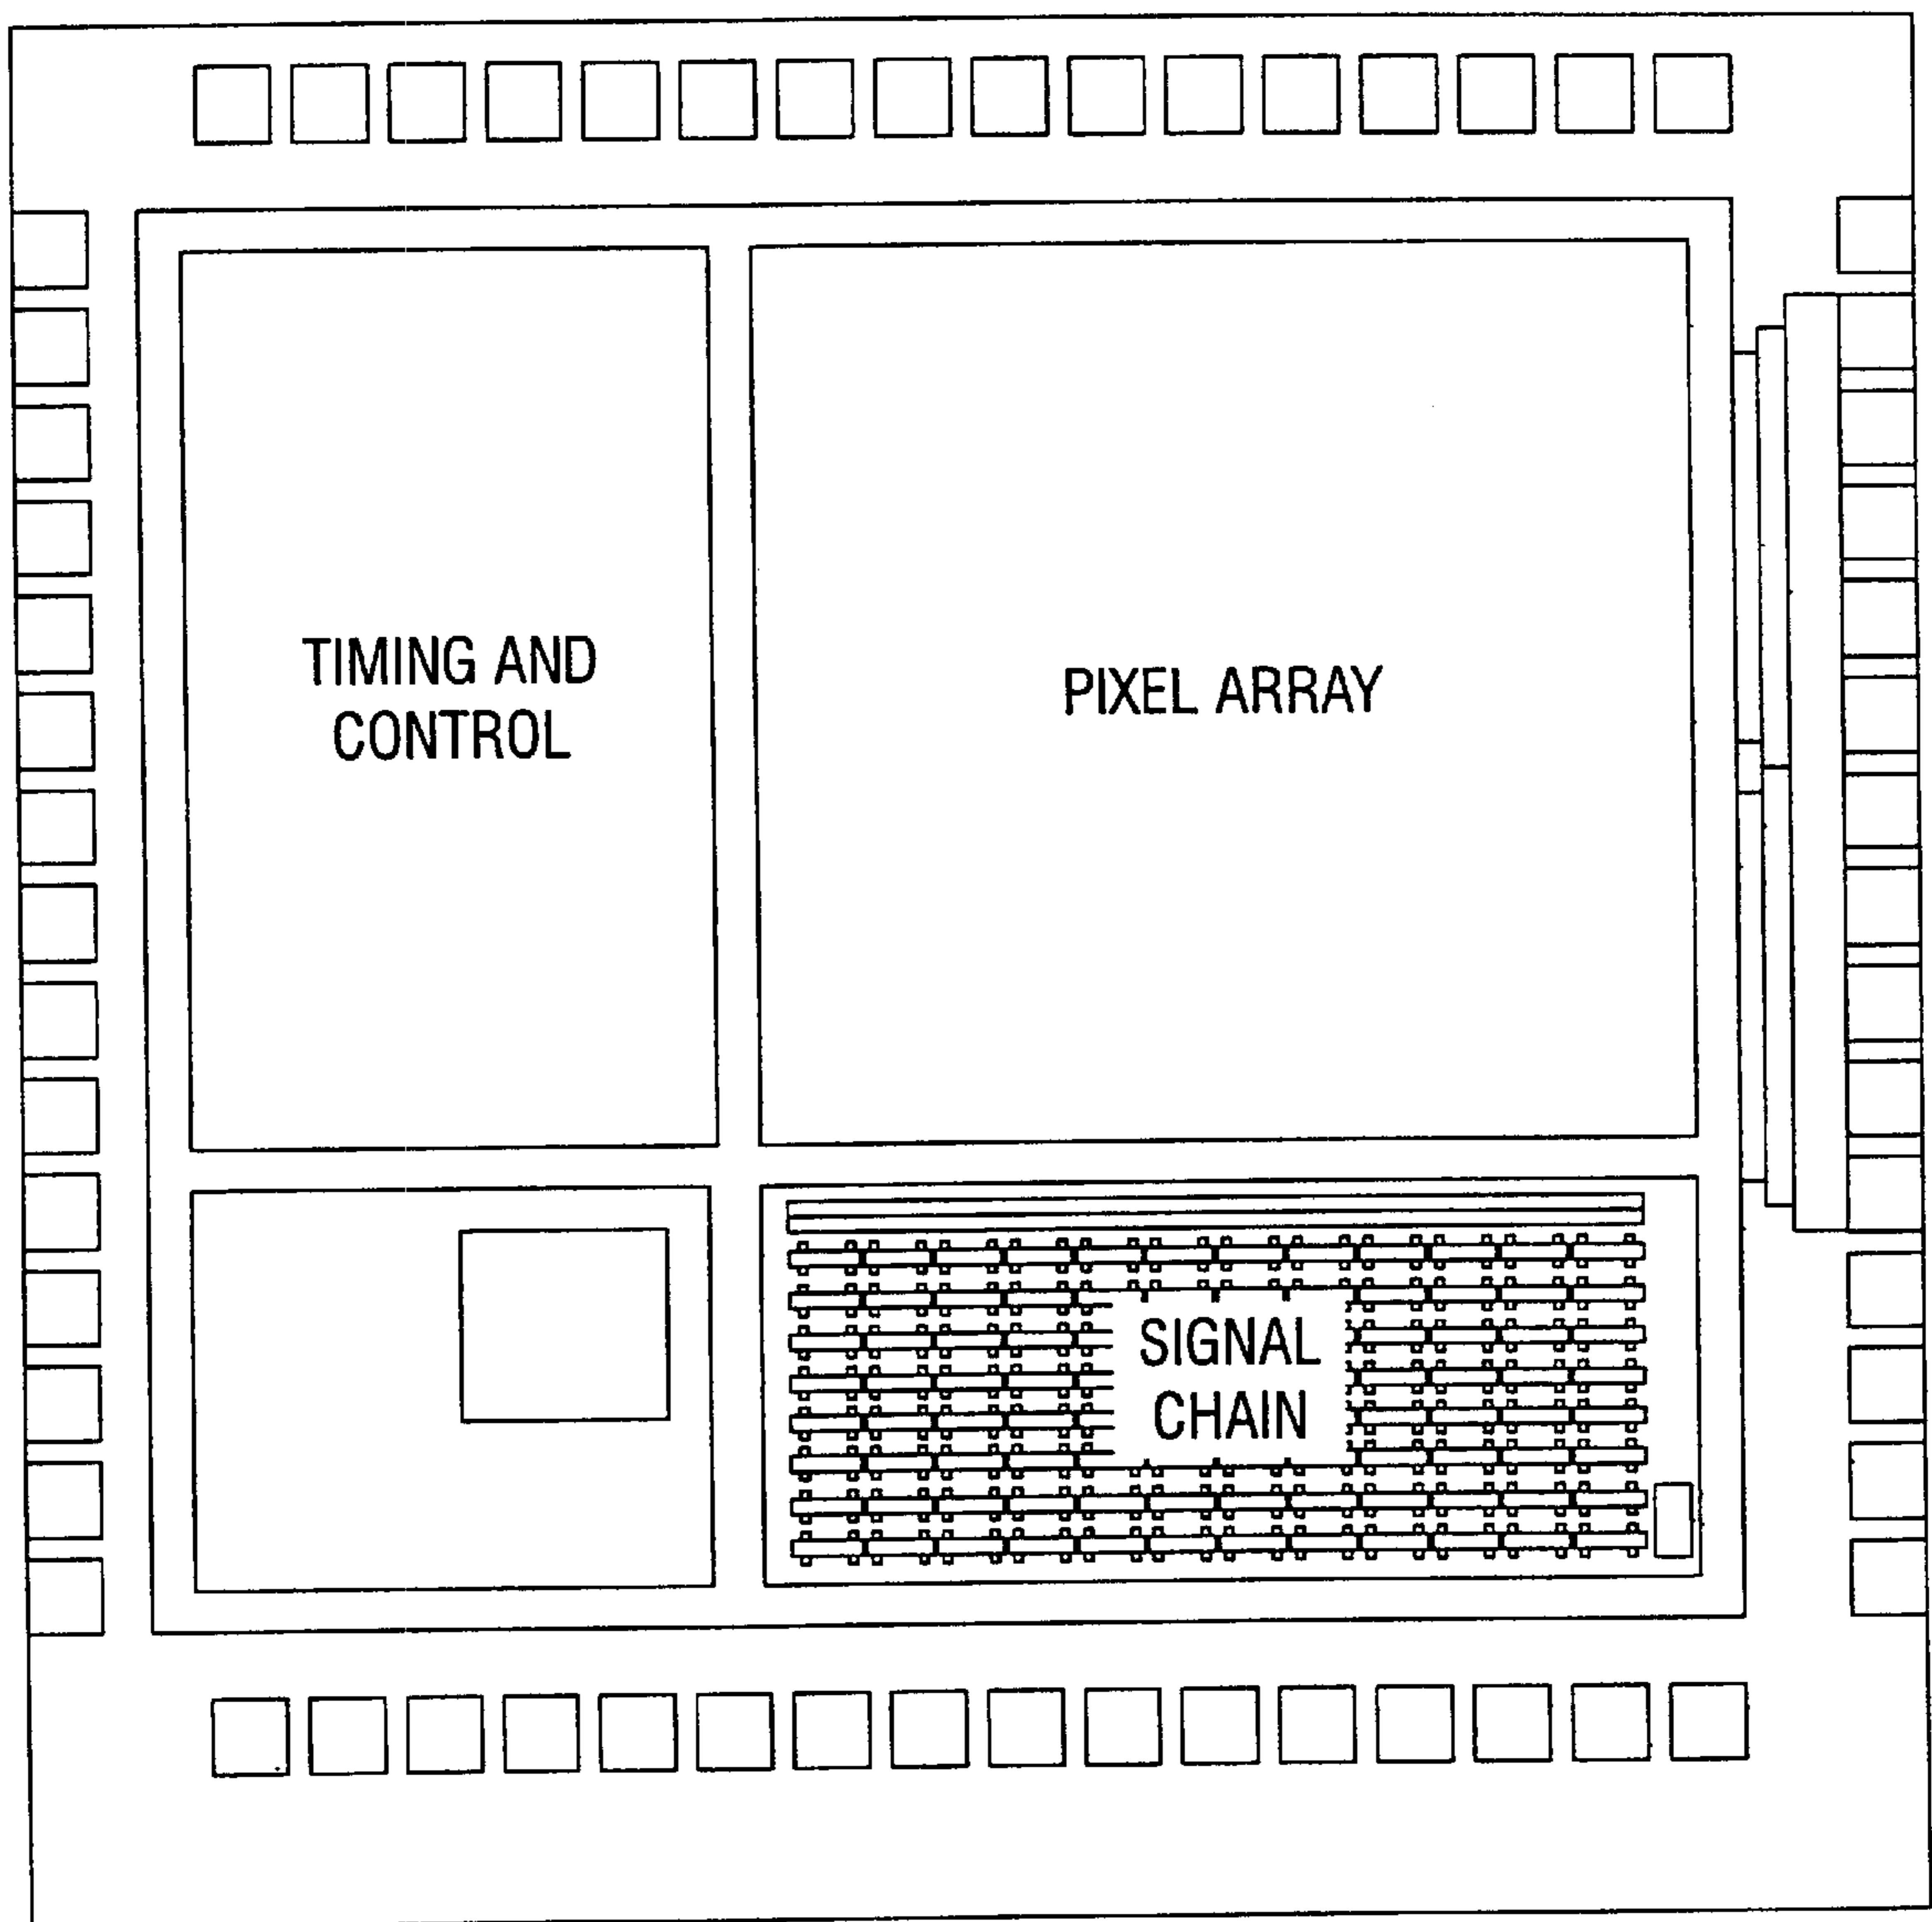 TIMING AND
CONTROL
PIXEL ARRAY
SIGNAL
CHAIN